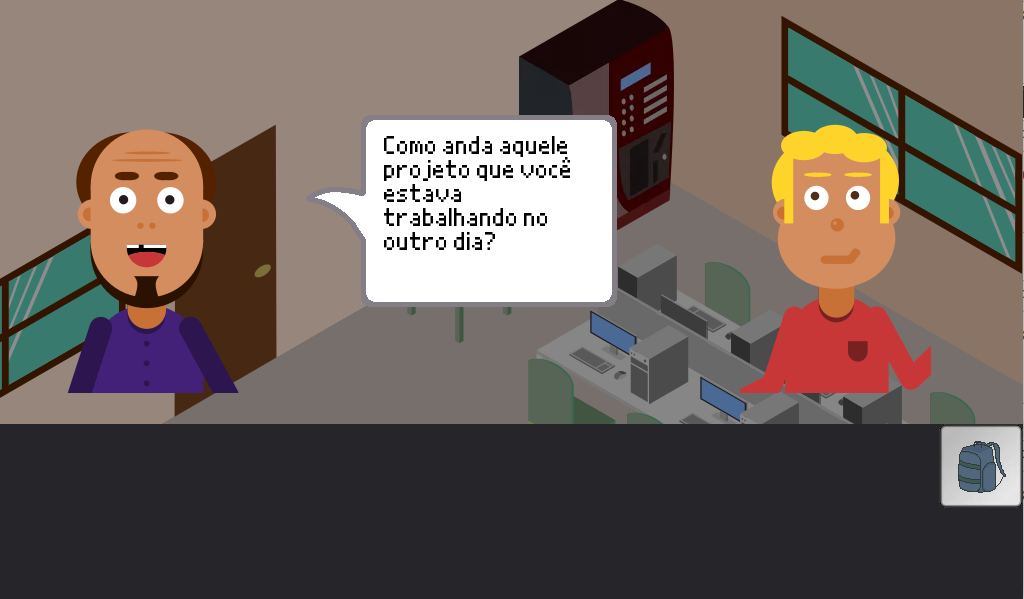 Como anda aquele
projeto que você
estava
trabalhando no
outro dia?